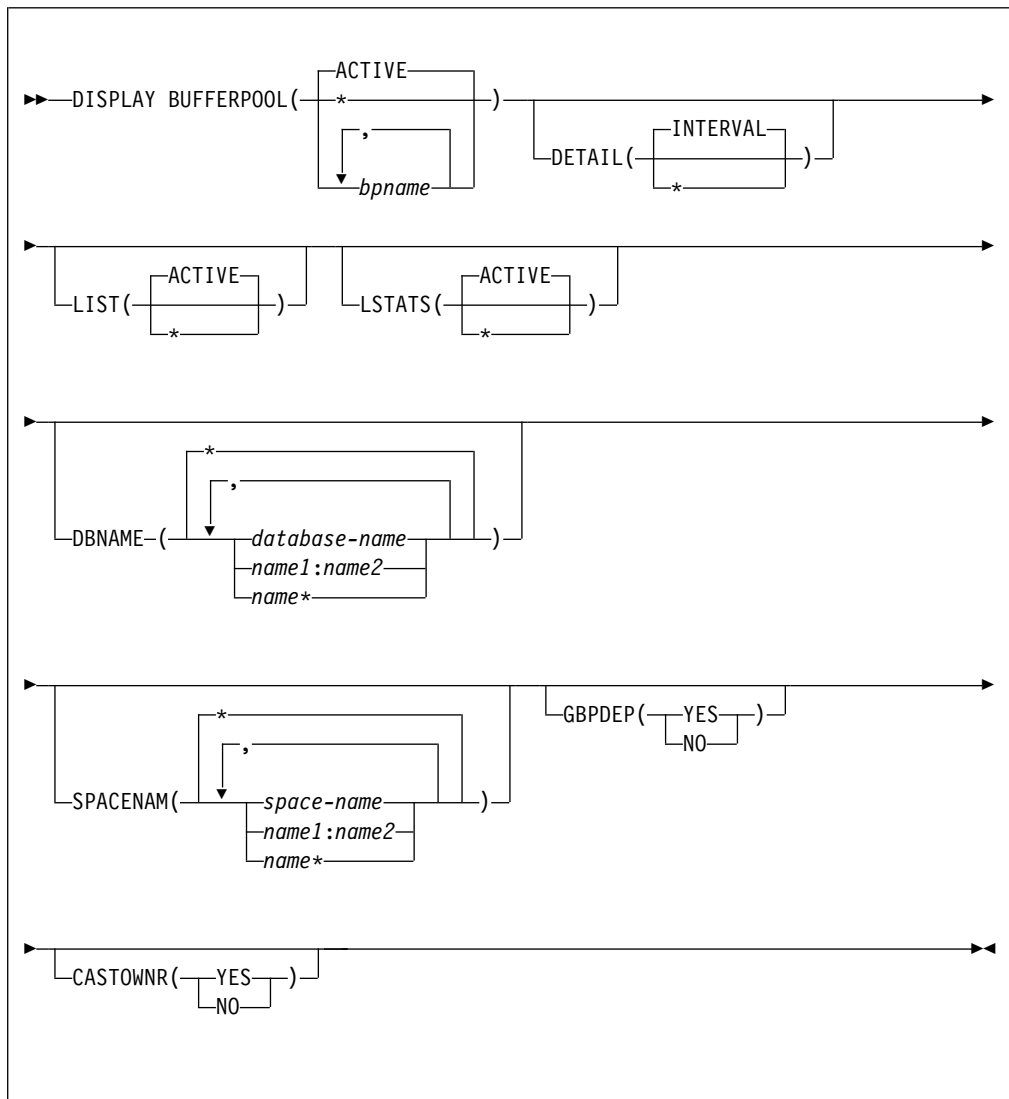 ACTIVE
DISPLAY BUFFERPOOL( * )
,
bpname
INTERVAL
DETAIL( )
*
ACTIVE
LIST( )
*
ACTIVE
LSTATS( )
*
*
,
DBNAME ( database-name )
name1:name2
name*
*
,
SPACENAM( space-name )
name1:name2
name*
GBPDEP( YES )
NO
CASTOWNR( YES )
NO